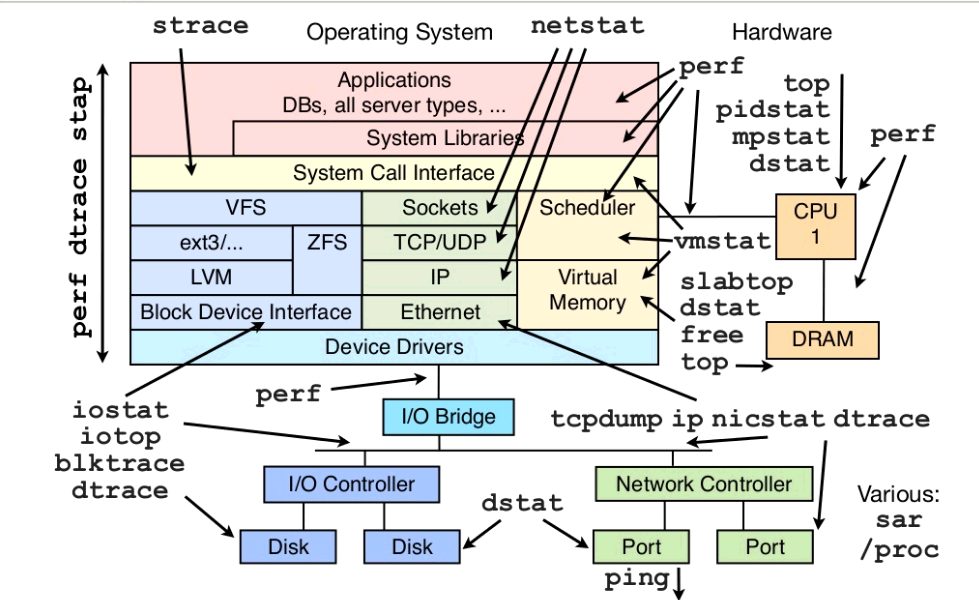 strace
Operating System
netstat
Hardware
perf dtrace stap
Applications
DBs, all server types, ...
System Libraries
System Call Interface
VFS
Sockets
Scheduler
ext3/...
ZFS
TCP/UDP
LVM
IP
Virtual
Memory
Block Device Interface
Ethernet
Device Drivers
perf
top
pidstat
mpstat
dstat
perf
CPU
1
vmstat
slabtop
dstat
free
top
DRAM
perf
I/O Bridge
iostat
iotop
blktrace
dtrace
tcpdump ip nicstat dtrace
I/O Controller
Network Controller
dstat
Disk
Disk
Port
Port
ping
Various:
sar
/proc